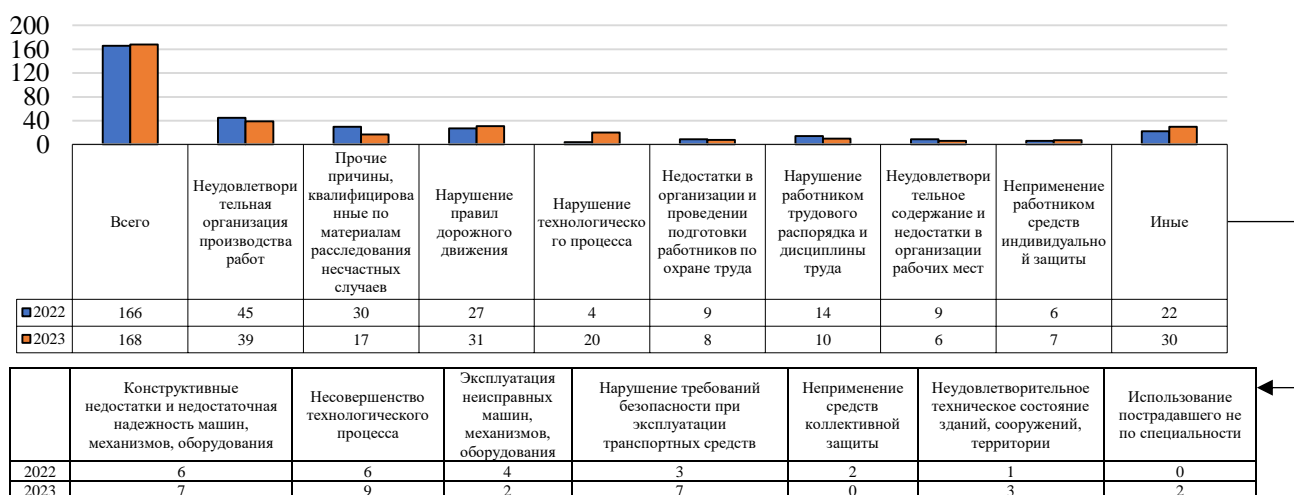 200
160
120
80
40
0
Всего
Неудовлетвори
тельная
организация
производства
работ
Прочие
причины,
квалифицирова
нные по
материалам
расследования
несчастных
случаев
Нарушение
правил
дорожного
движения
Нарушение
технологическо
го процесса
Недостатки в
организации и
проведении
подготовки
работников по
охране труда
Нарушение
работником
трудового
распорядка и
дисциплины
труда
Неудовлетвори
тельное
содержание и
недостатки в
организации
рабочих мест
Неприменение
работником
средств
индивидуально
й защиты
Иные
2022 166 45 30 27 4 9 14 9 6 22
2023 168 39 17 31 20 8 10 6 7 30
Конструктивные
недостатки и недостаточная
надежность машин,
механизмов, оборудования
Несовершенство
технологического
процесса
Эксплуатация
неисправных
машин,
механизмов,
оборудования
Нарушение требований
безопасности при
эксплуатации
транспортных средств
Неприменение
средств
коллективной
защиты
Неудовлетворительное
техническое состояние
зданий, сооружений,
территории
Использование
пострадавшего не
по специальности
2022 6 6 4 3 2 1 0
2023 7 9 2 7 0 3 2